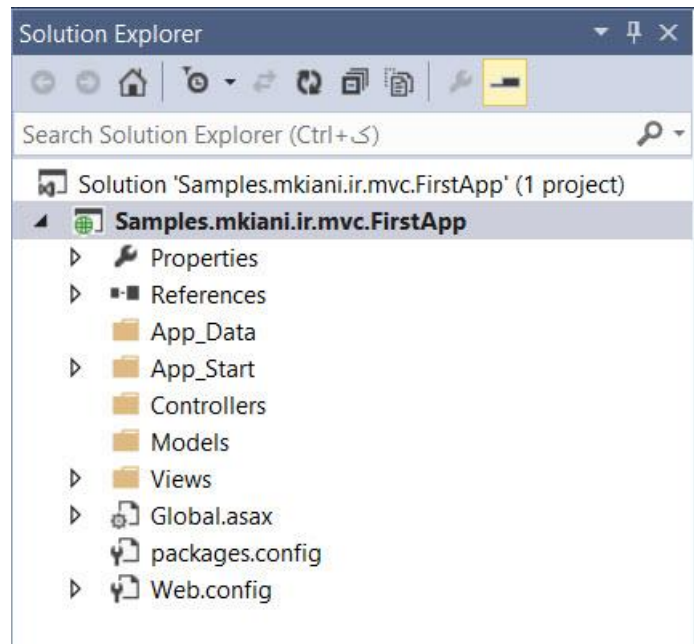 Solution Explorer
Search Solution Explorer (Ctrl+ک)
Solution 'Samples.mkiani.ir.mvc.FirstApp' (1 project)
Samples.mkiani.ir.mvc.FirstApp
Properties
References
App_Data
App_Start
Controllers
Models
Views
Global.asax
packages.config
Web.config